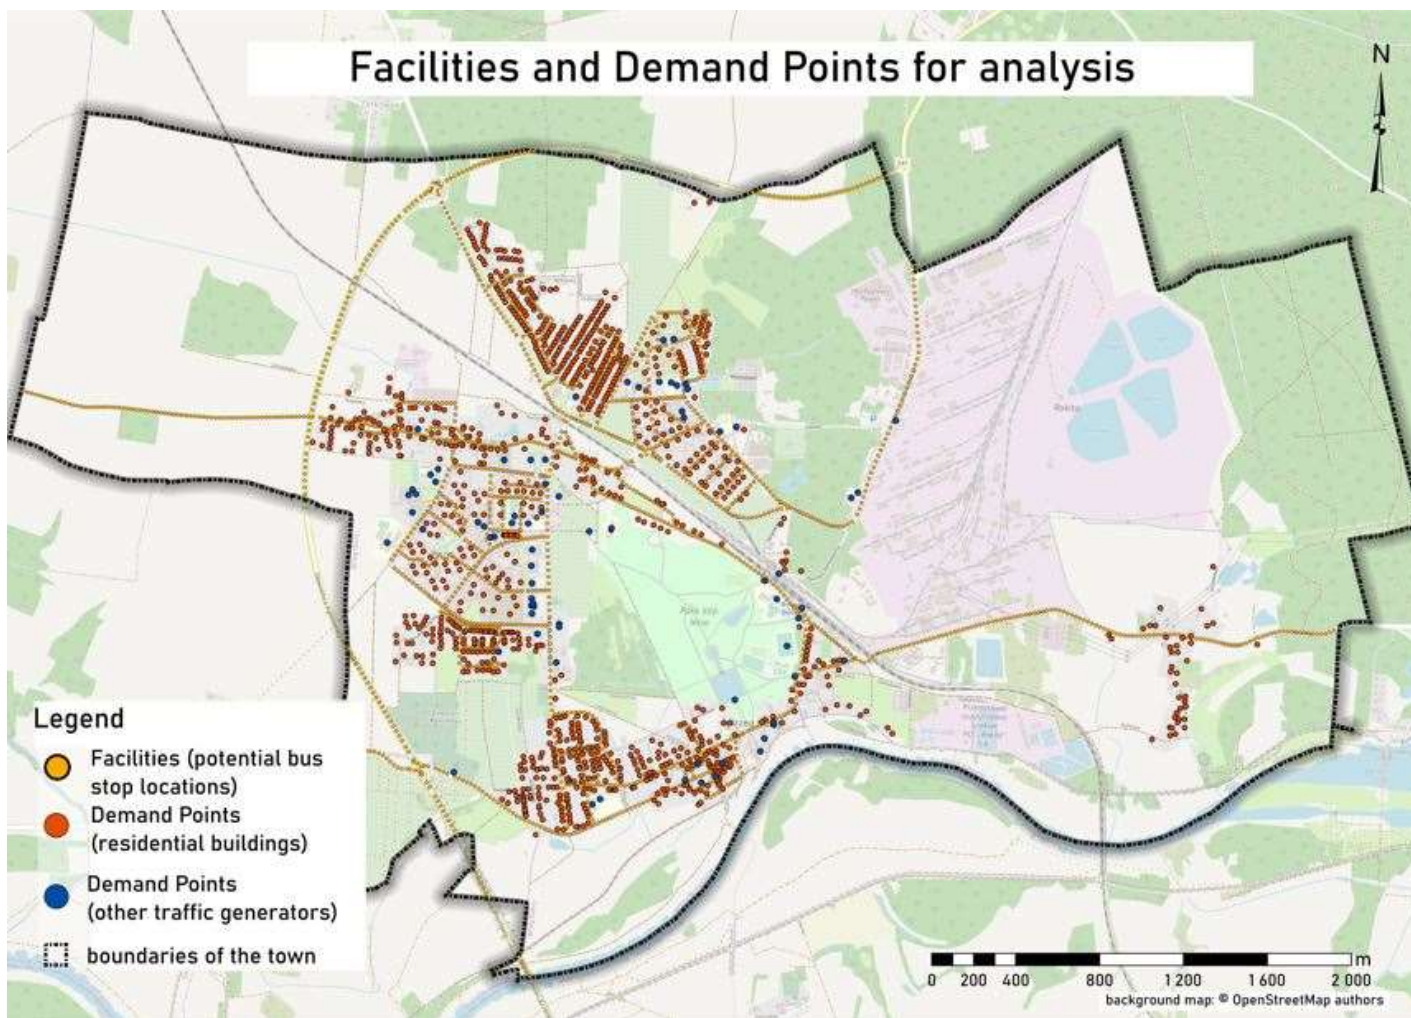 Facilities and Demand Points for analysis
N
Rokita
Legend
Facilities (potential bus
stop locations)
Demand Points
(residential buildings)
Demand Points
(other traffic generators)
boundaries of the town
m
0 200 400 800 1 200 1 600 2 000
background map: © OpenStreetMap authors